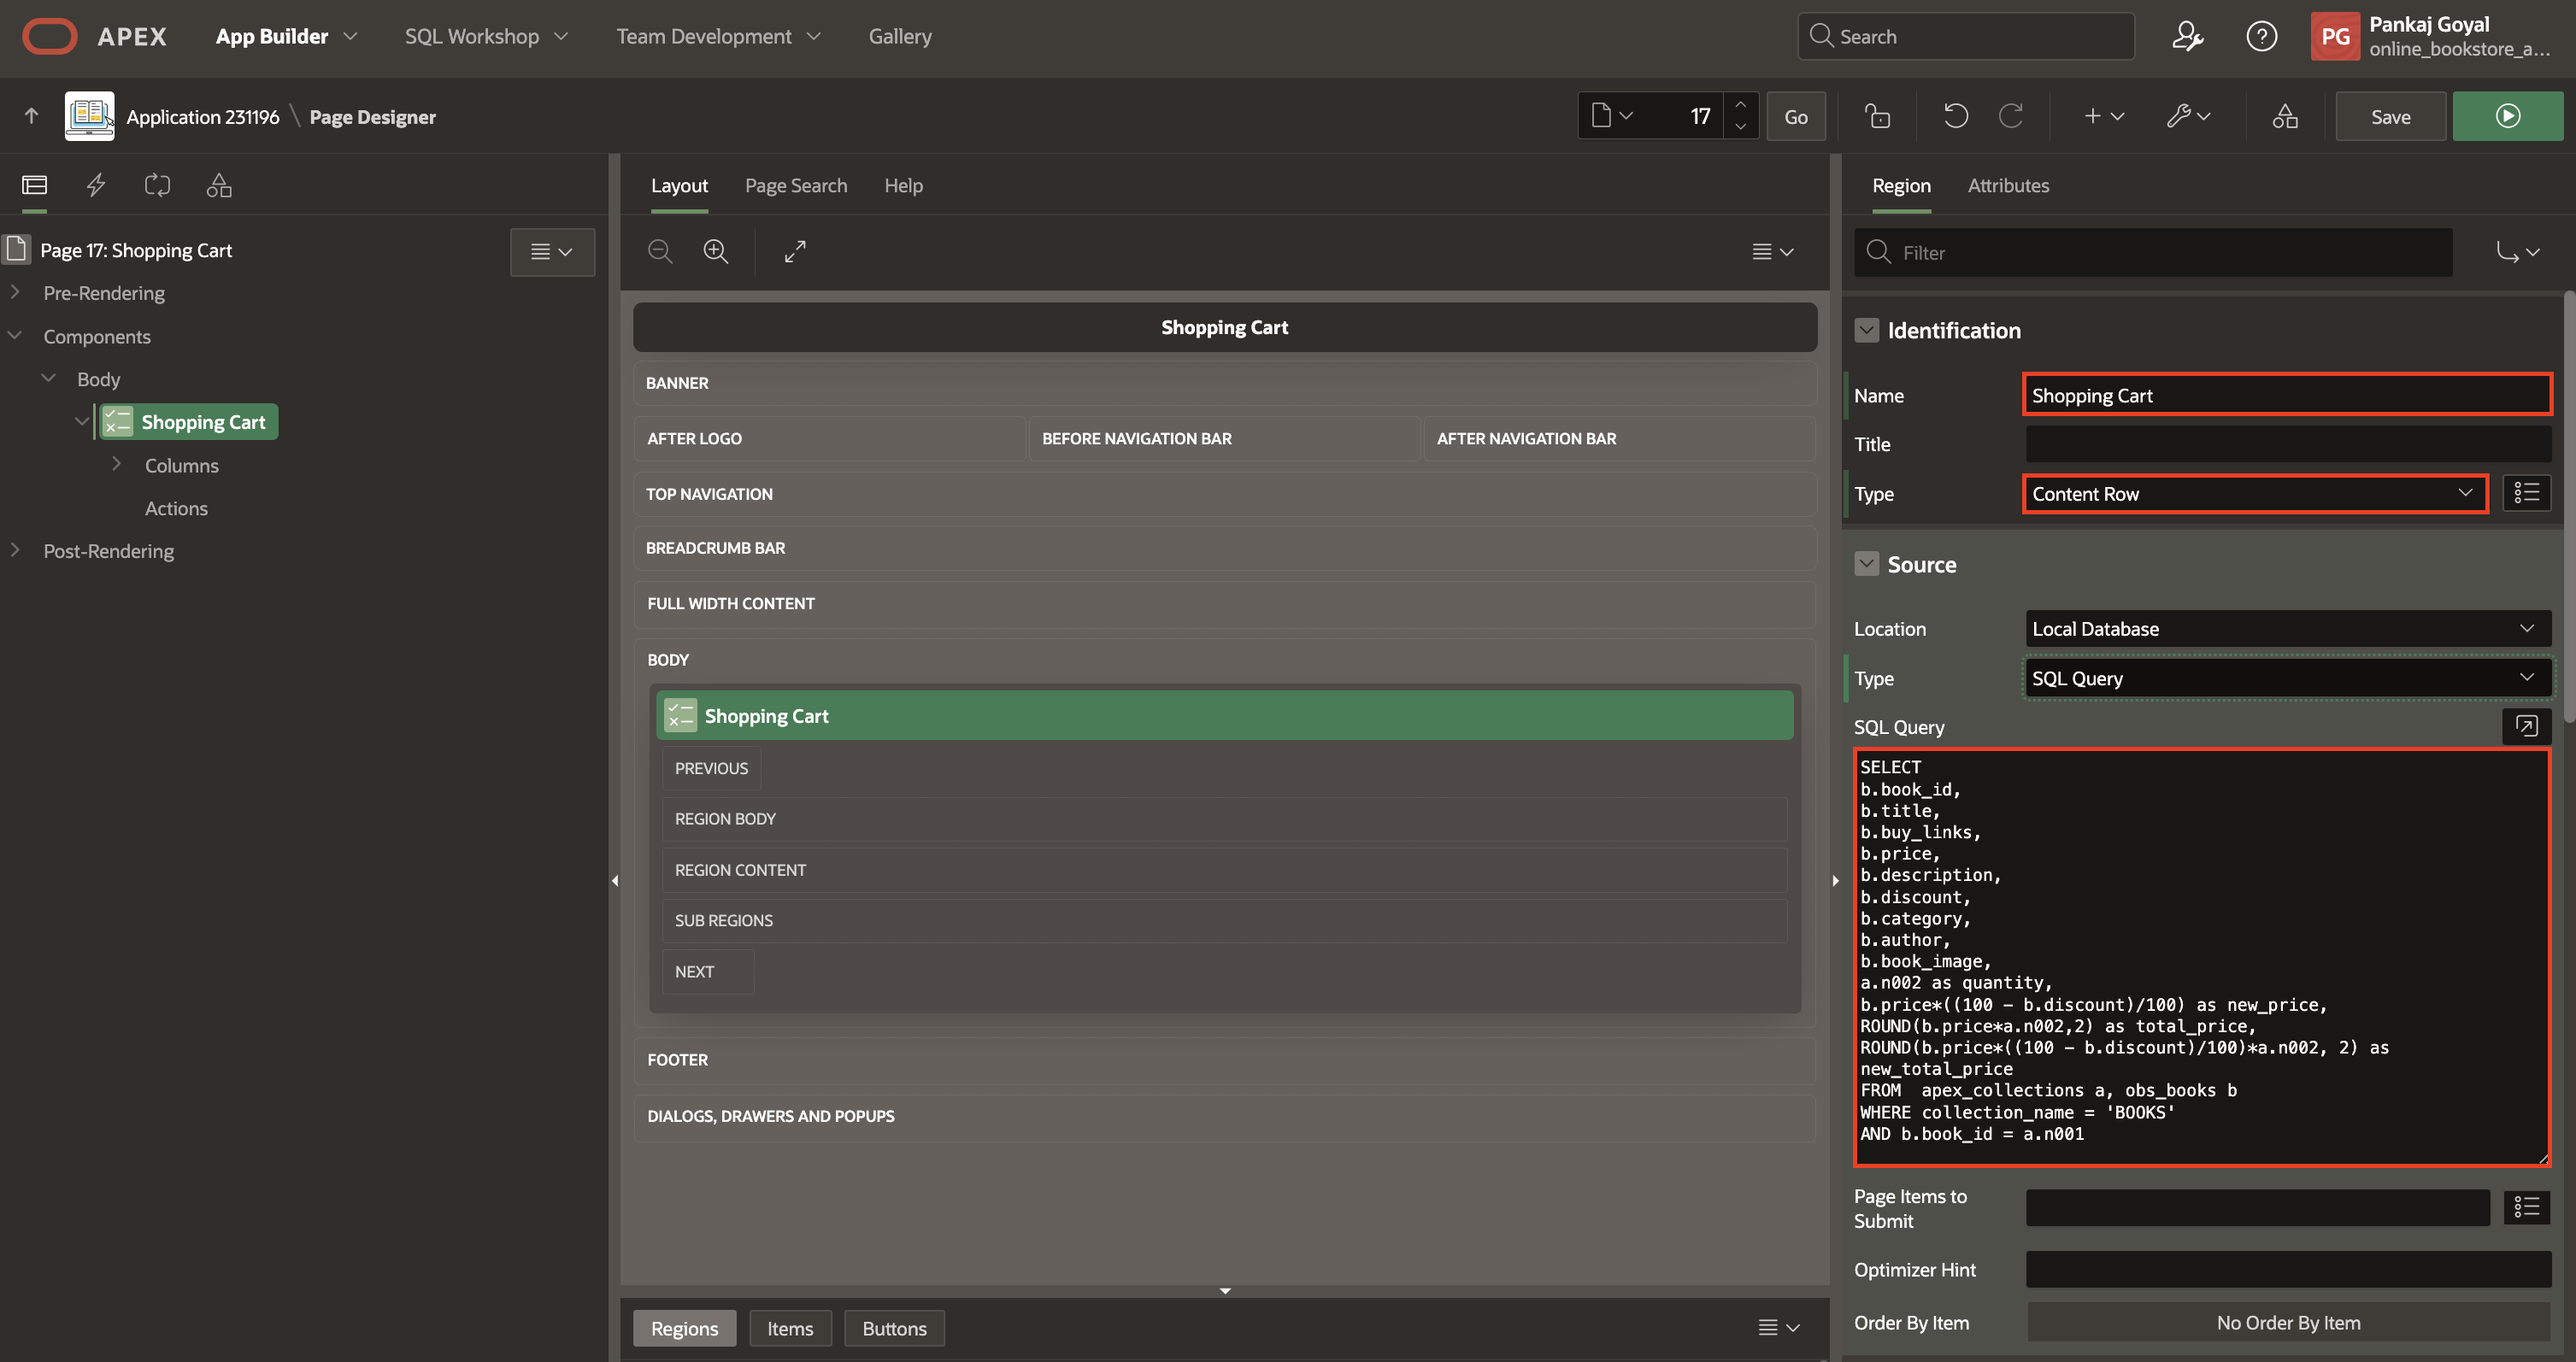 APEX
App Builder
SQL Workshop
Team Development
Gallery
Search
PG
Pankaj Goyal
online_bookstore_a...
Application 231196 \ Page Designer
17
Go
Save
Page 17: Shopping Cart
Pre-Rendering
Components
Body
Shopping Cart
Columns
Actions
Post-Rendering
Layout
Page Search
Help
Shopping Cart
BANNER
AFTER LOGO
BEFORE NAVIGATION BAR
AFTER NAVIGATION BAR
TOP NAVIGATION
BREADCRUMB BAR
FULL WIDTH CONTENT
BODY
Shopping Cart
PREVIOUS
REGION BODY
REGION CONTENT
SUB REGIONS
NEXT
FOOTER
DIALOGS, DRAWERS AND POPUPS
Regions
Items
Buttons
Region
Attributes
Filter
Identification
Name
Shopping Cart
Title
Type
Content Row
Source
Location
Local Database
Type
SQL Query
SQL Query
SELECT
b.book_id,
b.title,
b.buy_links,
b.price,
b.description,
b.discount,
b.category,
b.author,
b.book_image,
a.n002 as quantity,
b.price*((100 - b.discount)/100) as new_price,
ROUND(b.price*a.n002,2) as total_price,
ROUND(b.price*((100 - b.discount)/100)*a.n002, 2) as
new_total_price
FROM  apex_collections a, obs_books b
WHERE collection_name = 'BOOKS'
AND b.book_id = a.n001
Page Items to
Submit
Optimizer Hint
Order By Item
No Order By Item